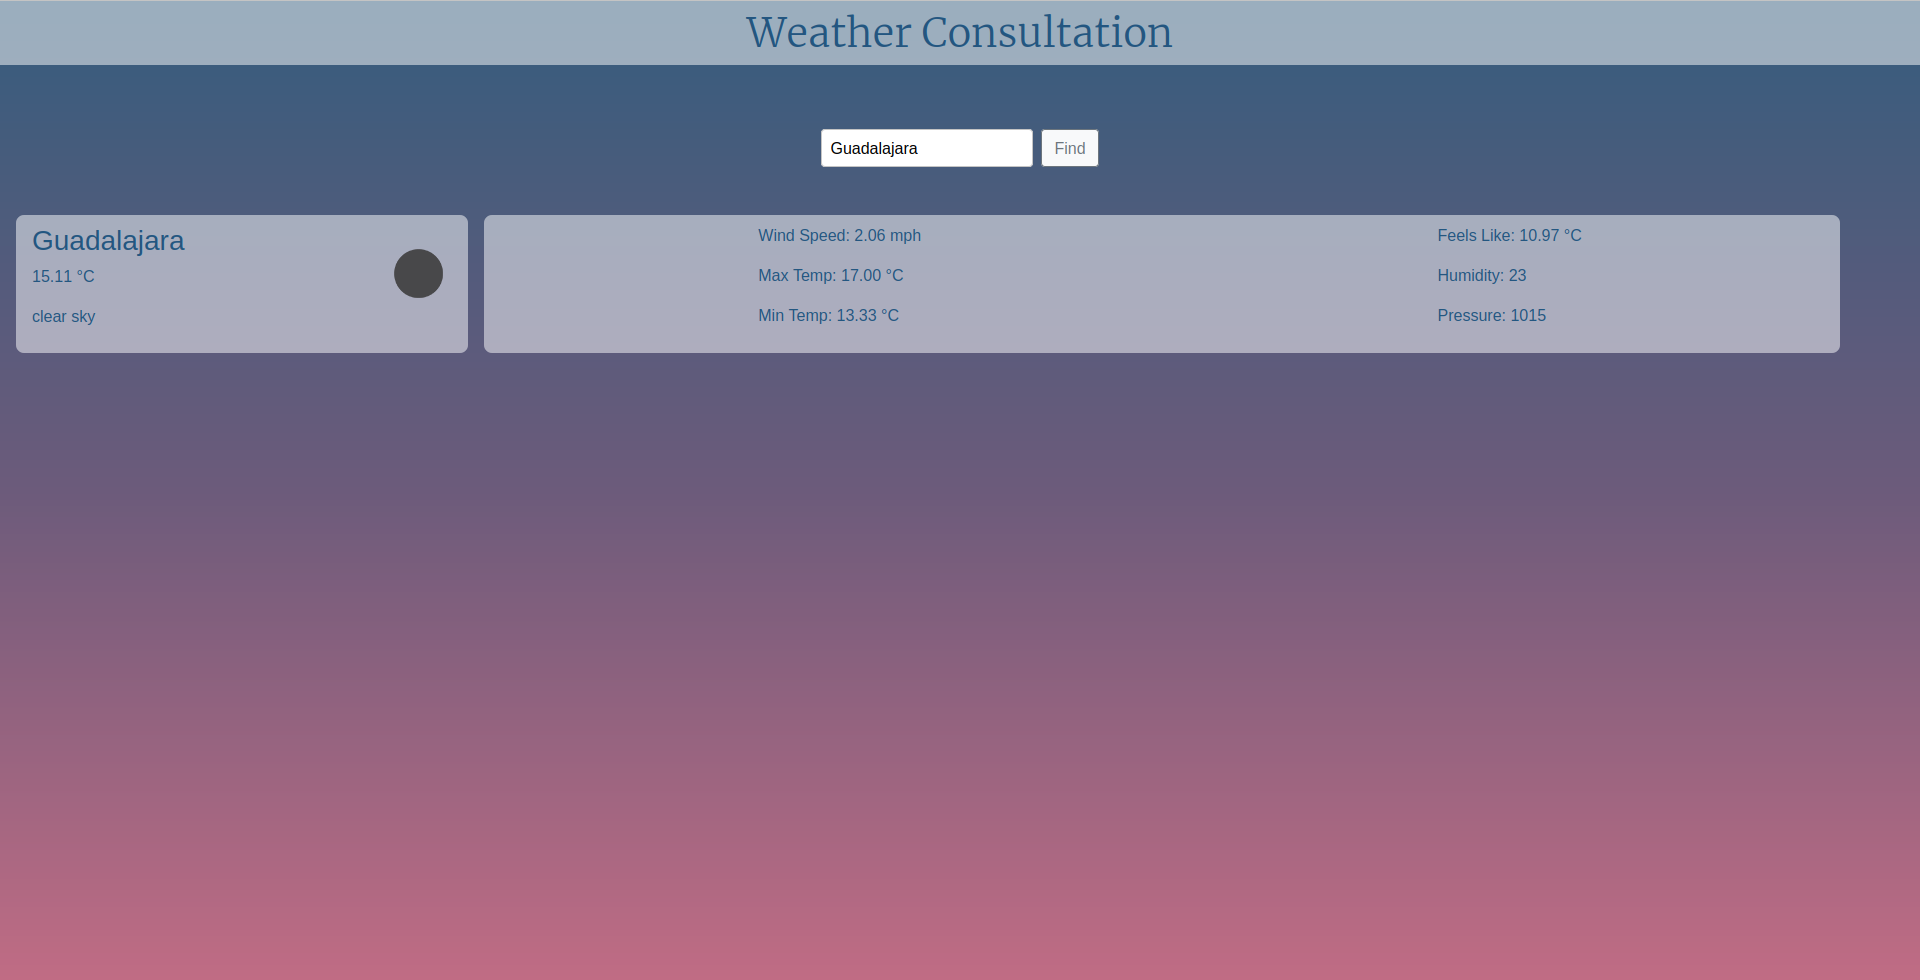 Weather Consultation
Guadalajara
Find
Guadalajara
15.11 °C
clear sky
Wind Speed: 2.06 mph
Max Temp: 17.00 °C
Min Temp: 13.33 °C
Feels Like: 10.97 °C
Humidity: 23
Pressure: 1015